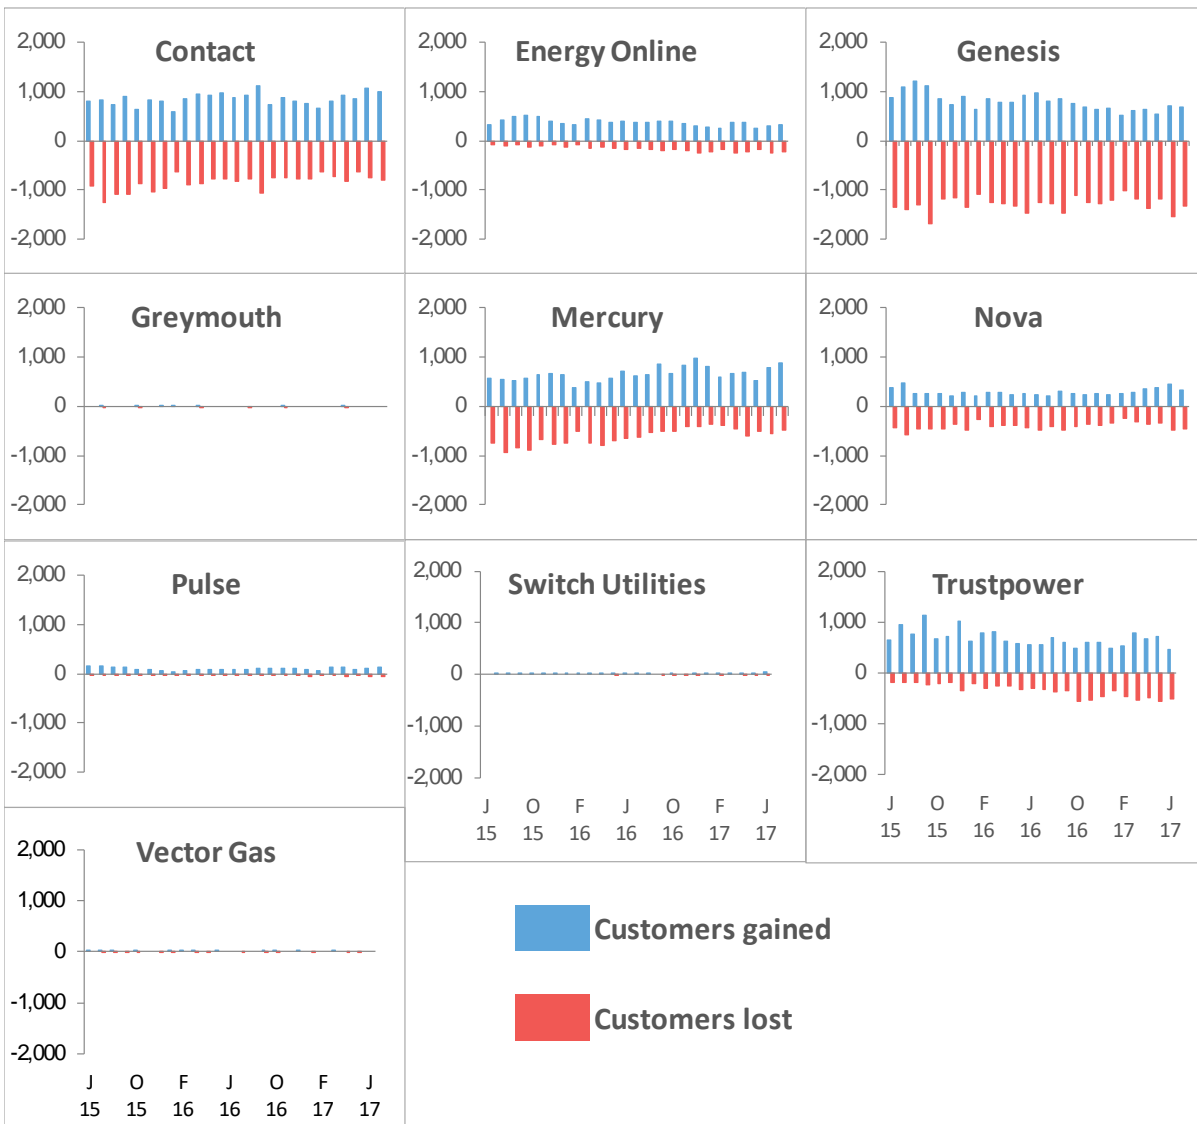 Contact
2,000
1,000
0
-1,000
-2,000
Energy Online
2,000
1,000
0
-1,000
-2,000
Genesis
2,000
1,000
0
-1,000
-2,000
Greymouth
2,000
1,000
0
-1,000
-2,000
Mercury
2,000
1,000
0
-1,000
-2,000
Nova
2,000
1,000
0
-1,000
-2,000
Pulse
2,000
1,000
0
-1,000
-2,000
Switch Utilities
2,000
1,000
0
-1,000
-2,000
J O F J O F J
15 15 16 16 16 17 17
Trustpower
2,000
1,000
0
-1,000
-2,000
J O F J O F J
15 15 16 16 16 17 17
Vector Gas
2,000
1,000
0
-1,000
-2,000
J O F J O F J
15 15 16 16 16 17 17
Customers gained
Customers lost